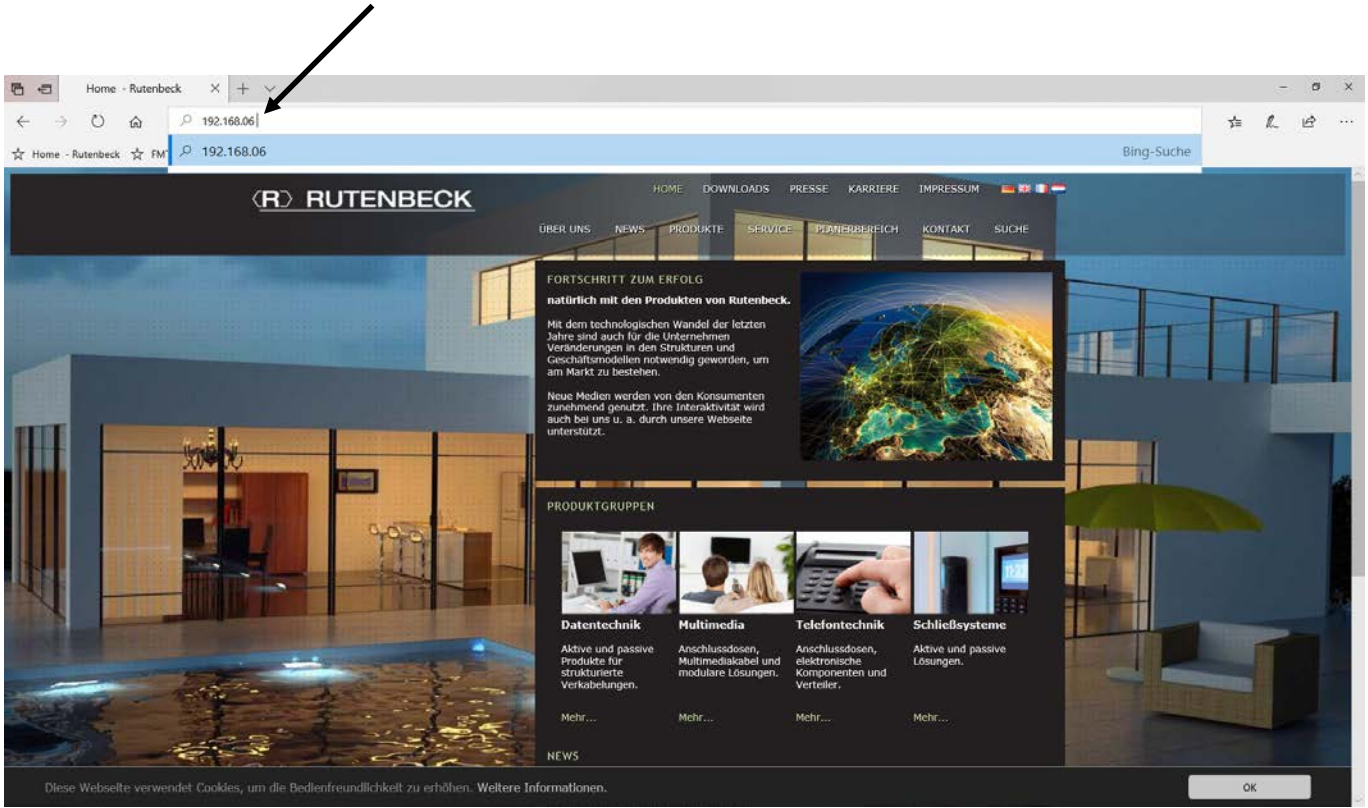 Home - Rutenbeck
192.168.06
Home - Rutenbeck
192.168.06 Bing-Suche
⟨R⟩ RUTENBECK
HOME DOWNLOADS PRESSE KARRIERE IMPRESSUM
ÜBER UNS NEWS PRODUKTE SERVICE PLANERBEREICH KONTAKT SUCHE
FORTSCHRITT ZUM ERFOLG
natürlich mit den Produkten von Rutenbeck.
Mit dem technologischen Wandel der letzten
Jahre sind auch für die Unternehmen
Veränderungen in den Strukturen und
Geschäftsmodellen notwendig geworden, um
am Markt zu bestehen.
Neue Medien werden von den Konsumenten
zunehmend genutzt. Ihre Interaktivität wird
auch bei uns u. a. durch unsere Webseite
unterstützt.
PRODUKTGRUPPEN
Datentechnik
Aktive und passive
Produkte für
strukturierte
Verkabelungen.
Mehr...
Multimedia
Anschlussdosen,
Multimediakabel und
modulare Lösungen.
Mehr...
Telefontechnik
Anschlussdosen,
elektronische
Komponenten und
Verteiler.
Mehr...
Schließsysteme
Aktive und passive
Lösungen.
Mehr...
NEWS
Diese Webseite verwendet Cookies, um die Bedienfreundlichkeit zu erhöhen. Weitere Informationen.
OK